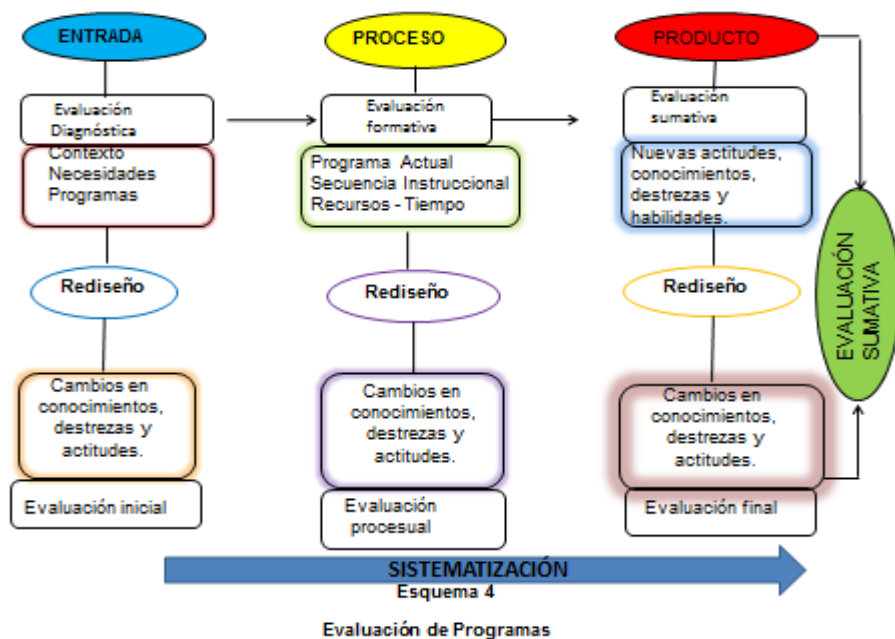 ENTRADA
PROCESO
PRODUCTO
Evaluación
Diagnóstica
Evaluación
formativa
Evaluación
sumativa
Contexto
Necesidades
Programas
Programa Actual
Secuencia Instruccional
Recursos - Tiempo
Nuevas actitudes,
conocimientos,
destrezas y
habilidades.
Rediseño
Rediseño
Rediseño
EVALUACIÓN
SUMATIVA
Cambios en
conocimientos,
destrezas y
actitudes.
Cambios en
conocimientos,
destrezas y
actitudes.
Cambios en
conocimientos,
destrezas y
actitudes.
Evaluación inicial
Evaluación
procesual
Evaluación final
SISTEMATIZACIÓN
Esquema 4
Evaluación de Programas